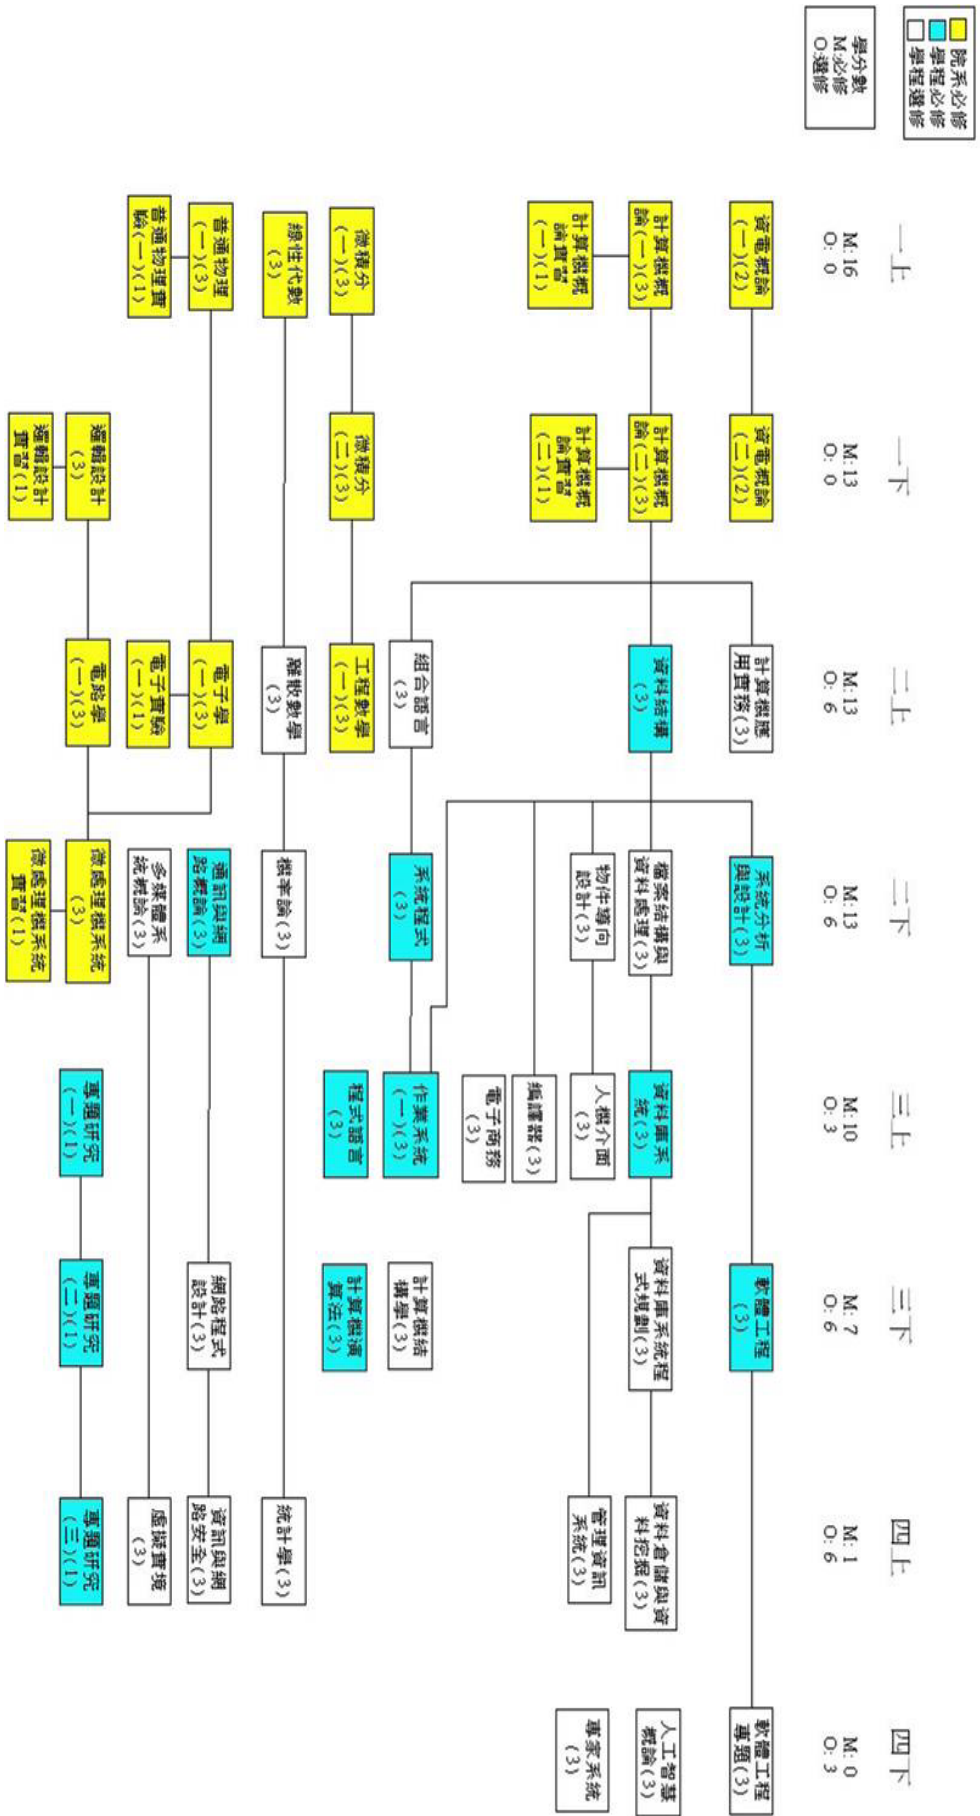 院系必修
學程必修
學程選修
學分數
M:必修
O:選修
一上
M: 16
O: 0
一下
M: 13
O: 0
二上
M: 13
O: 6
二下
M: 13
O: 6
三上
M: 10
O: 3
三下
M: 7
O: 6
四上
M: 1
O: 6
四下
M: 0
O: 3
資電概論
(一)(2)
資電概論
(二)(2)
計算機應
用實務(3)
系統分析
與設計(3)
軟體工程
(3)
軟體工程
專題(3)
計算機概
論(一)(3)
計算機概
論(二)(3)
資料結構
(3)
檔案結構與
資料處理(3)
資料庫系
統(3)
資料庫系統程
式規劃(3)
資料倉儲與資
料挖掘(3)
人工智慧
概論(3)
計算機概
論實習
(一)(1)
計算機概
論實習
(二)(1)
物件導向
設計(3)
人機介面
(3)
管理資訊
系統(3)
專家系統
(3)
編譯器(3)
電子商務
(3)
組合語言
(3)
系統程式
(3)
作業系統
(一)(3)
計算機結
構學(3)
微積分
(一)(3)
微積分
(二)(3)
工程數學
(一)(3)
程式語言
(3)
計算機演
算法(3)
線性代數
(3)
離散數學
(3)
機率論(3)
統計學(3)
普通物理
(一)(3)
電子學
(一)(3)
通訊與網
路概論(3)
網路程式
設計(3)
資訊與網
路安全(3)
普通物理實
驗(一)(1)
電子實驗
(一)(1)
多媒體系
統概論(3)
虛擬實境
(3)
邏輯設計
(3)
電路學
(一)(3)
微處理機系統
(3)
專題研究
(一)(1)
專題研究
(二)(1)
專題研究
(三)(1)
邏輯設計
實習(1)
微處理機系統
實習(1)